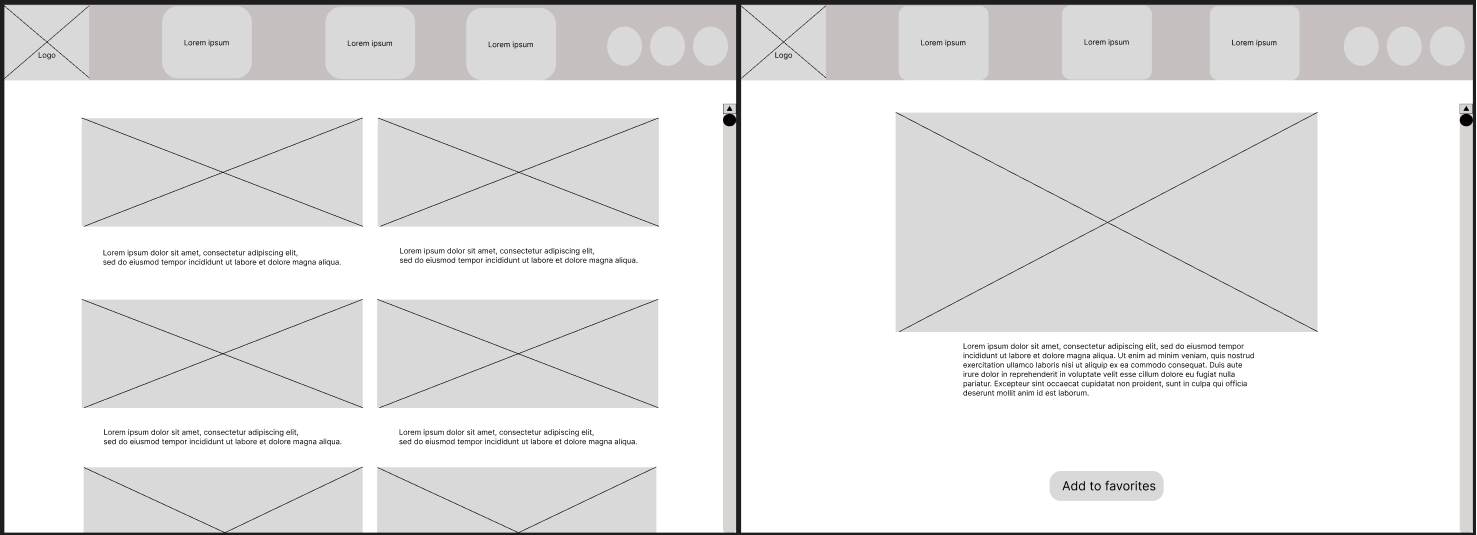 Logo
Lorem ipsum
Lorem ipsum
Lorem ipsum
Lorem ipsum dolor sit amet, consectetur adipiscing elit,
sed do eiusmod tempor incididunt ut labore et dolore magna aliqua.
Lorem ipsum dolor sit amet, consectetur adipiscing elit,
sed do eiusmod tempor incididunt ut labore et dolore magna aliqua.
Lorem ipsum dolor sit amet, consectetur adipiscing elit,
sed do eiusmod tempor incididunt ut labore et dolore magna aliqua.
Lorem ipsum dolor sit amet, consectetur adipiscing elit,
sed do eiusmod tempor incididunt ut labore et dolore magna aliqua.
Logo
Lorem ipsum
Lorem ipsum
Lorem ipsum
Lorem ipsum dolor sit amet, consectetur adipiscing elit, sed do eiusmod tempor
incididunt ut labore et dolore magna aliqua. Ut enim ad minim veniam, quis nostrud
exercitation ullamco laboris nisi ut aliquip ex ea commodo consequat. Duis aute
irure dolor in reprehenderit in voluptate velit esse cillum dolore eu fugiat nulla
pariatur. Excepteur sint occaecat cupidatat non proident, sunt in culpa qui officia
deserunt mollit anim id est laborum.
Add to favorites